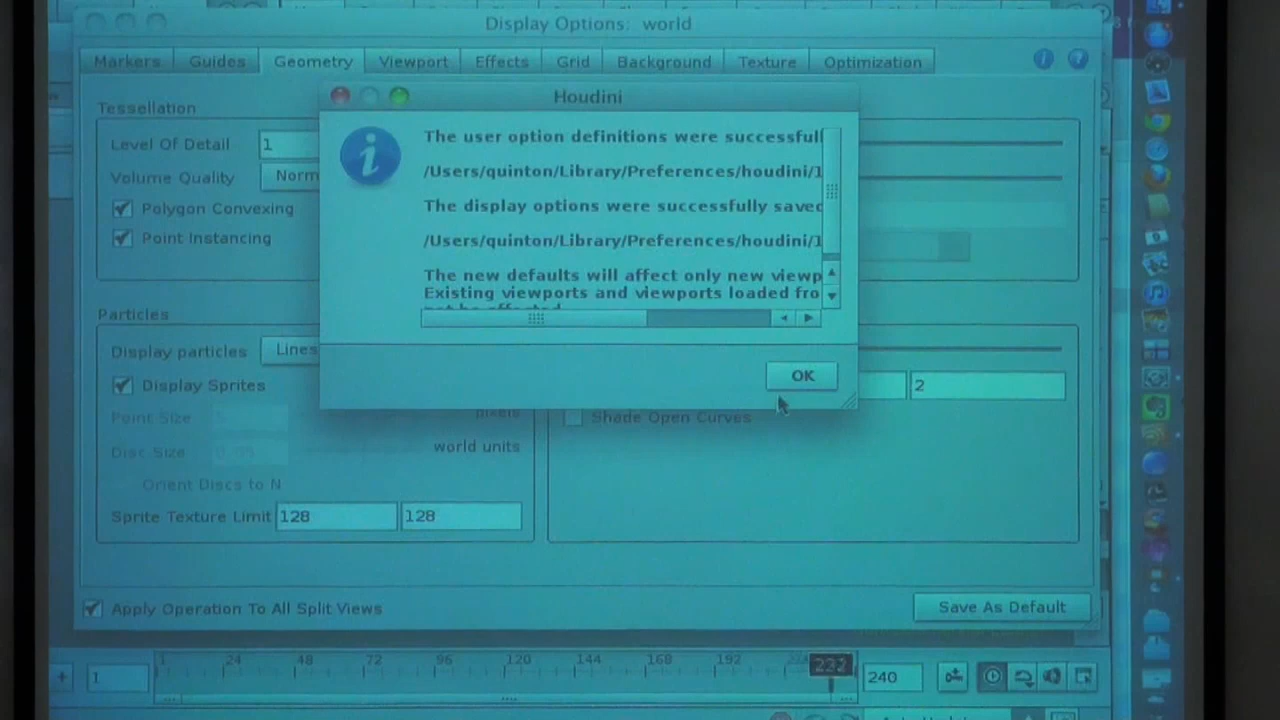 Display Options: world
Markers Guides Geometry Viewport Effects Grid Background Texture Optimization
Tessellation
Houdini
Level Of Detail 1
The user option definitions were successfull
Volume Quality Norm
/Users/quinton/Library/Preferences/houdini/1
Polygon Convexing
The display options were successfully saved
Point Instancing
/Users/quinton/Library/Preferences/houdini/1
The new defaults will affect only new viewp
Existing viewports and viewports loaded fro
Particles
Display particles Lines
OK
Display Sprites
2
Point Size pixels
Shade Open Curves
Disc Size world units
Orient Discs to N
Sprite Texture Limit 128 128
Apply Operation To All Split Views
Save As Default
1 24 48 72 96 120 144 168 192 232
1
240